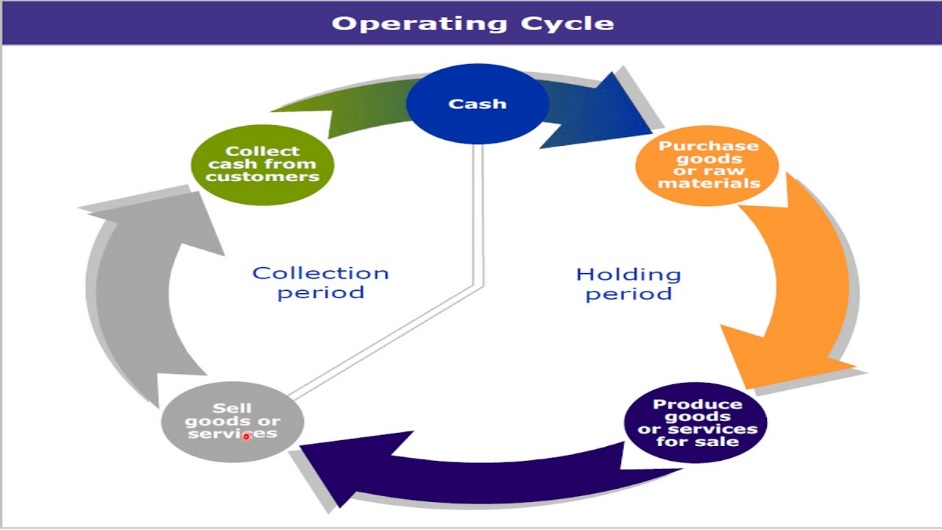 Operating Cycle
Cash
Purchase
goods
or raw
materials
Produce
goods
or services
for sale
Sell
goods or
services
Collect
cash from
customers
Collection
period
Holding
period